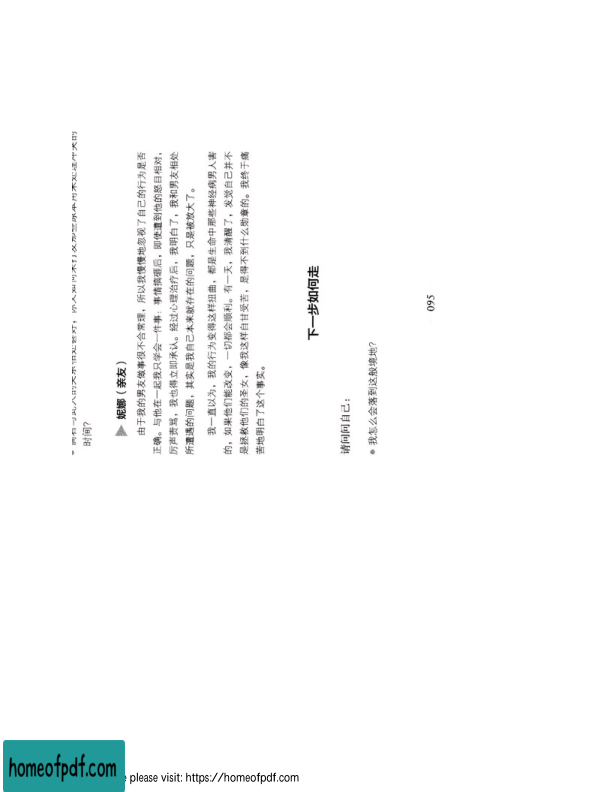 时间？
▶ 妮娜（亲友）
由于我的男友做事很不合常理，所以我慢慢地忽视了自己的行为是否
正确。与他在一起我只学会一件事：事情搞砸后，即使遭到他的怒目相对，
厉声责骂，我也得立即承认。经过心理治疗后，我明白了，我和男友相处
所遭遇的问题，其实是我自己本来就存在的问题，只是被放大了。
我一直以为，我的行为变得这样扭曲，都是生命中那些神经病男人害
的，如果他们能改变，一切都会顺利。有一天，我清醒了，发觉自己并不
是拯救他们的圣女，像我这样自甘受苦，是得不到什么勋章的。我终于痛
苦地明白了这个事实。
下一步如何走
请问问自己：
● 我怎么会落到这般境地？
095
homeofpdf.com
please visit: https://homeofpdf.com